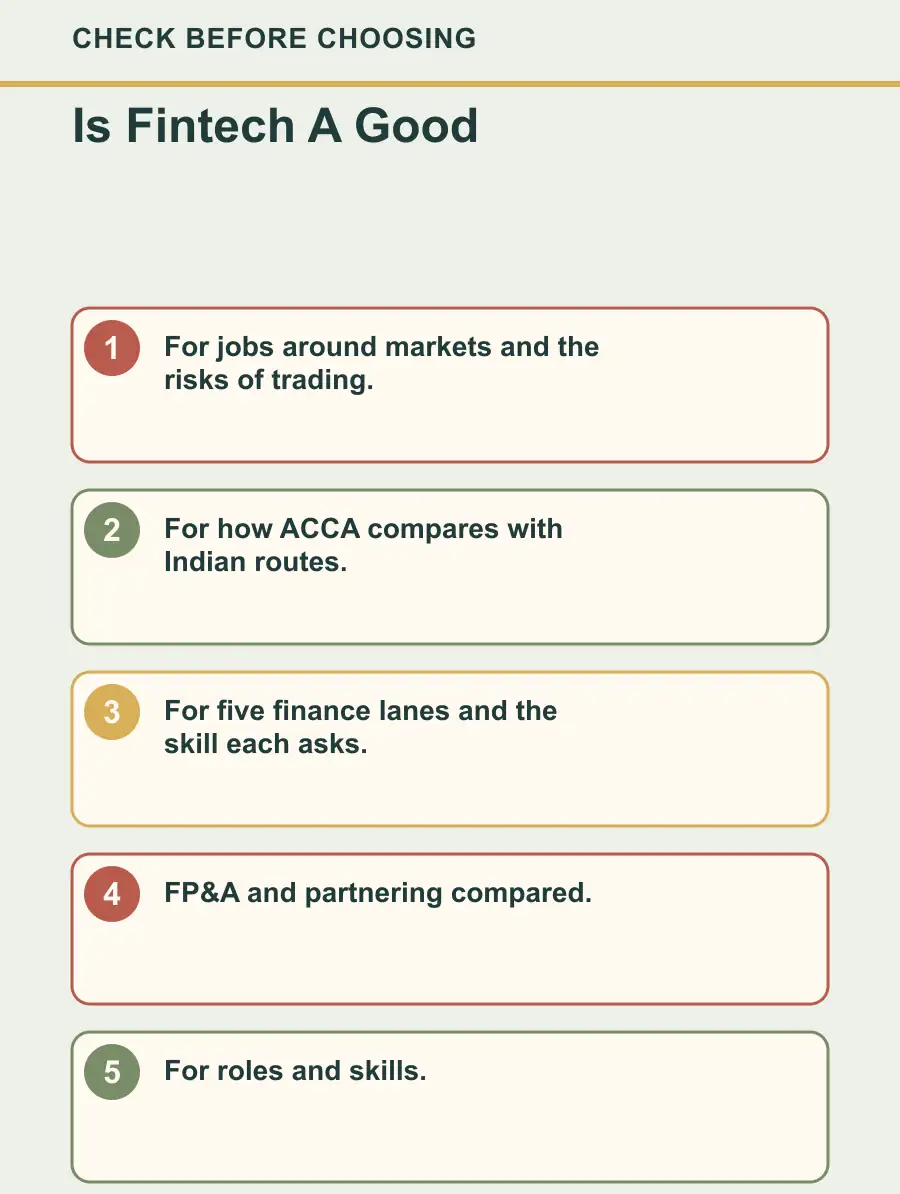 CHECK BEFORE CHOOSING
Is Fintech A Good
1
For jobs around markets and the
risks of trading.
2
For how ACCA compares with
Indian routes.
3
For five finance lanes and the
skill each asks.
4
FP&A and partnering compared.
5
For roles and skills.